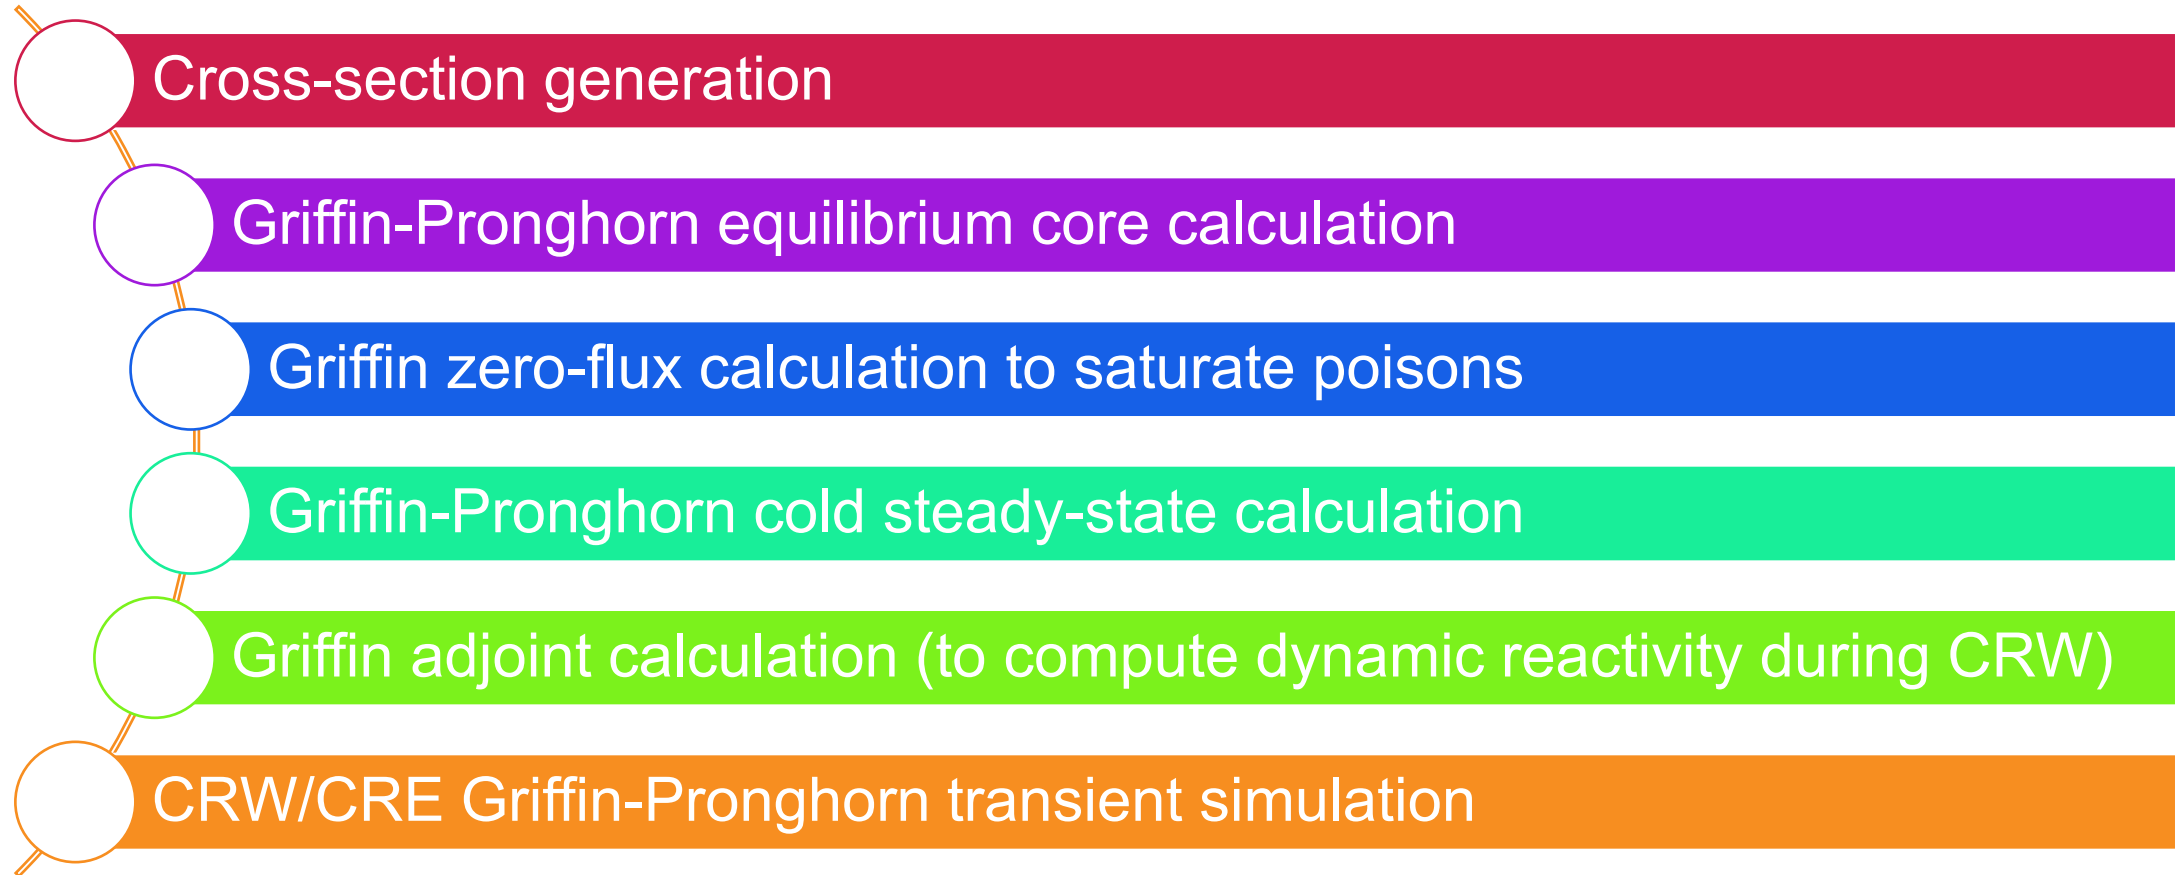 Cross-section generation
Griffin-Pronghorn equilibrium core calculation
Griffin zero-flux calculation to saturate poisons
Griffin-Pronghorn cold steady-state calculation
Griffin adjoint calculation (to compute dynamic reactivity during CRW)
CRW/CRE Griffin-Pronghorn transient simulation